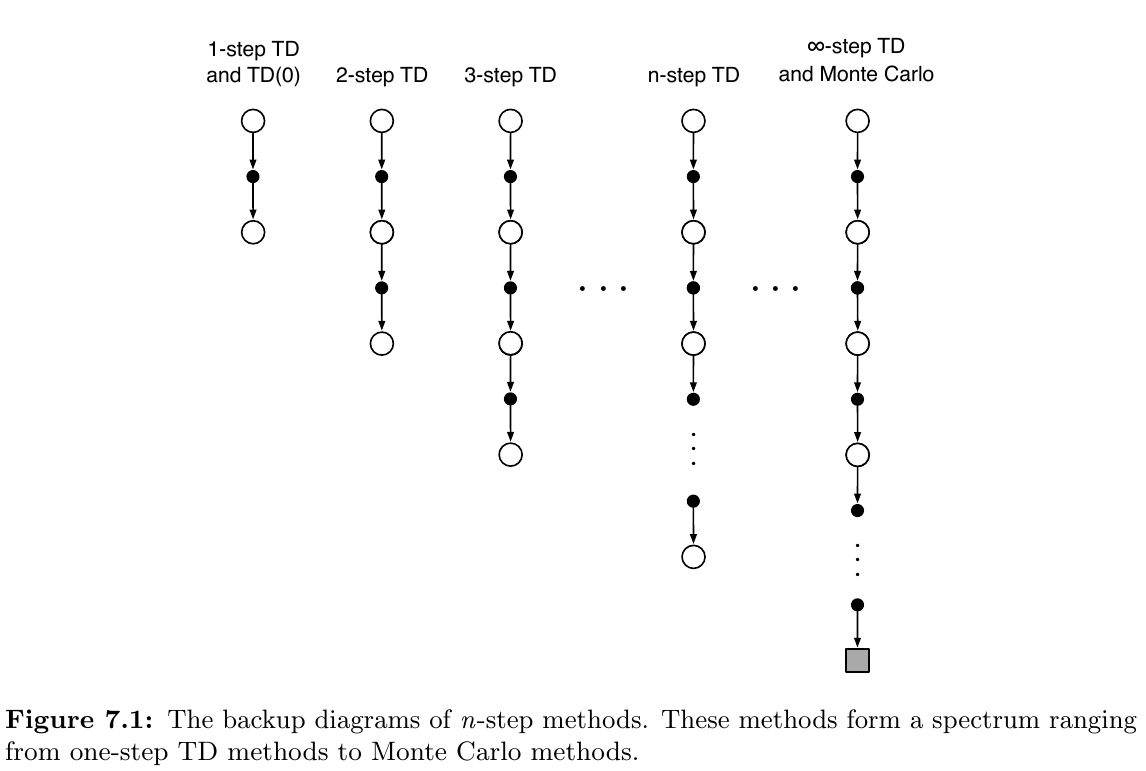 1-step TD
and TD(0)
2-step TD
3-step TD
n-step TD
∞-step TD
and Monte Carlo
Figure 7.1: The backup diagrams of n-step methods. These methods form a spectrum ranging
from one-step TD methods to Monte Carlo methods.